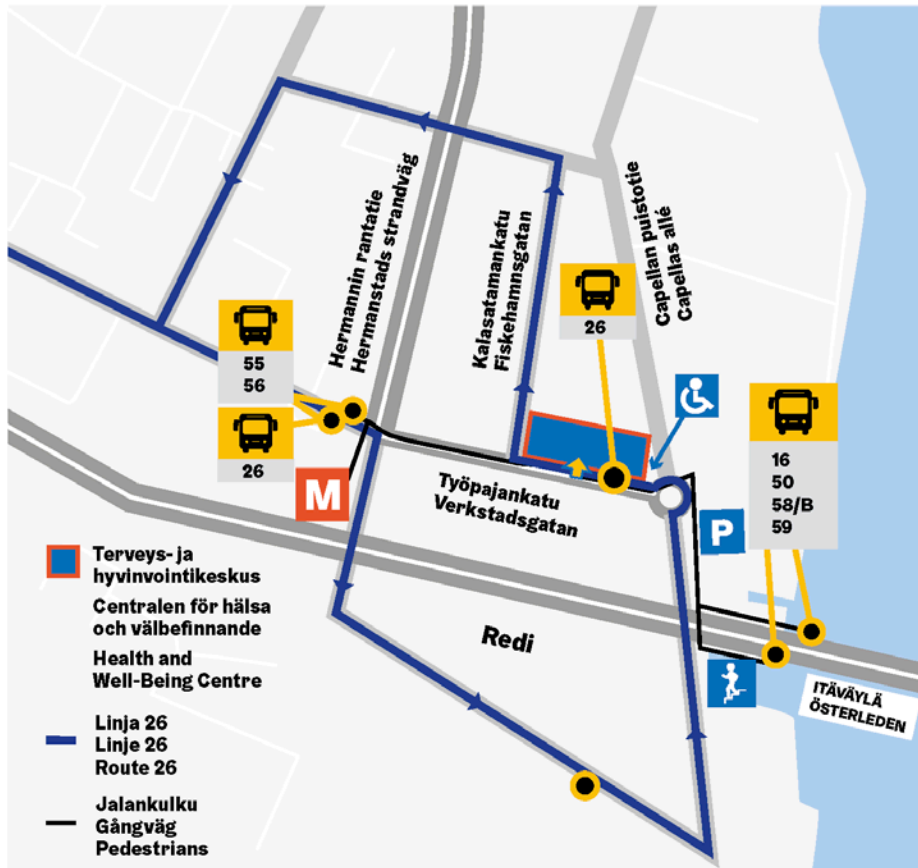 Hermannin rantatie
Hermanstads strandväg
Kalasatamankatu
Fiskehamnsgatan
Capellan puistotie
Capellas allé
26
55
56
26
16
50
58/B
59
M
Työpajankatu
Verkstadsgatan
P
Redi
ITÄVÄYLÄ
ÖSTERLEDEN
Terveys- ja
hyvinvointikeskus
Centralen för hälsa
och välbefinnande
Health and
Well-Being Centre
Linja 26
Linje 26
Route 26
Jalankulku
Gångväg
Pedestrians